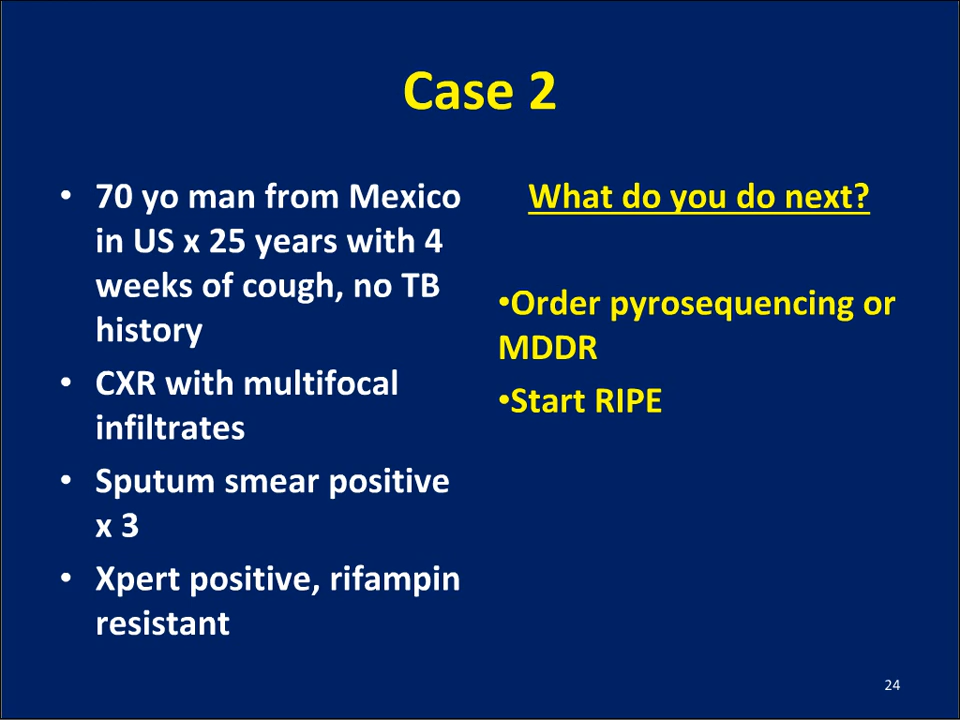 Case 2
• 70 yo man from Mexico
in US x 25 years with 4
weeks of cough, no TB
history
• CXR with multifocal
infiltrates
• Sputum smear positive
x 3
• Xpert positive, rifampin
resistant
What do you do next?
•Order pyrosequencing or
MDDR
•Start RIPE
24